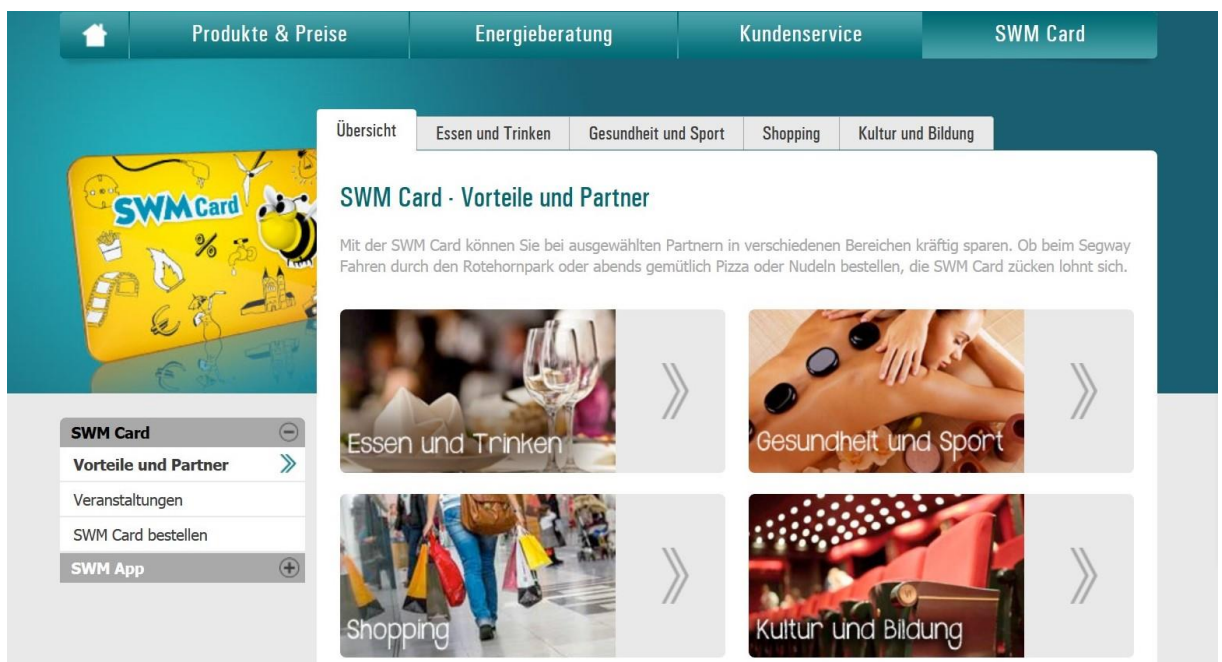 Produkte & Preise
Energieberatung
Kundenservice
SWM Card
Übersicht
Essen und Trinken
Gesundheit und Sport
Shopping
Kultur und Bildung
SWM Card
%
€
SWM Card · Vorteile und Partner
Mit der SWM Card können Sie bei ausgewählten Partnern in verschiedenen Bereichen kräftig sparen. Ob beim Segway
Fahren durch den Rotehornpark oder abends gemütlich Pizza oder Nudeln bestellen, die SWM Card zücken lohnt sich.
Essen und Trinken
Gesundheit und Sport
SWM Card
Vorteile und Partner
Veranstaltungen
SWM Card bestellen
SWM App
Shopping
Kultur und Bildung